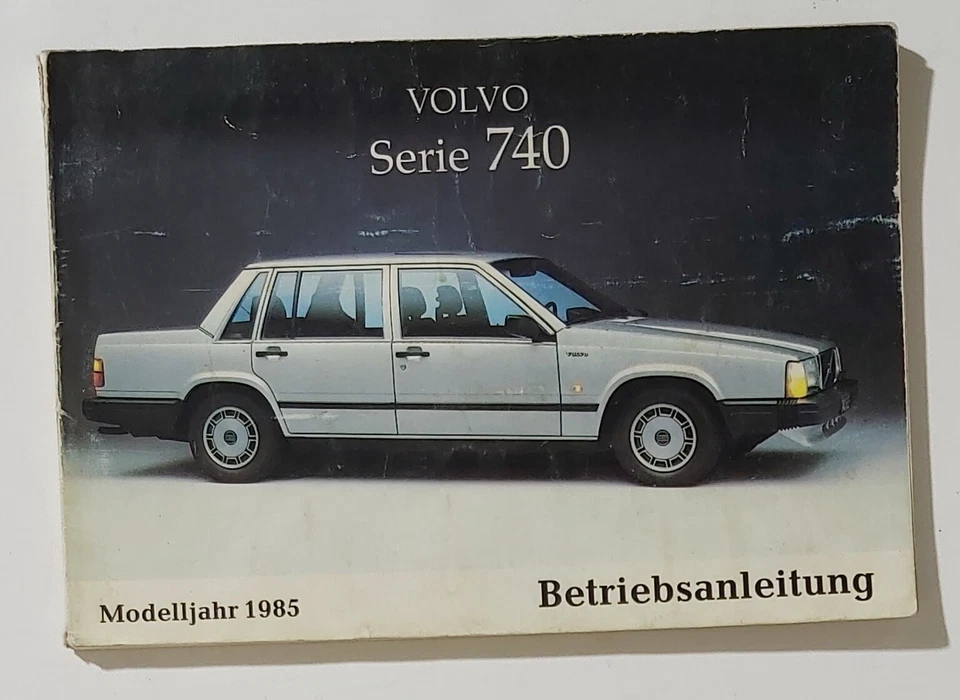 VOLVO
Serie 740
Modelljahr 1985
Betriebsanleitung